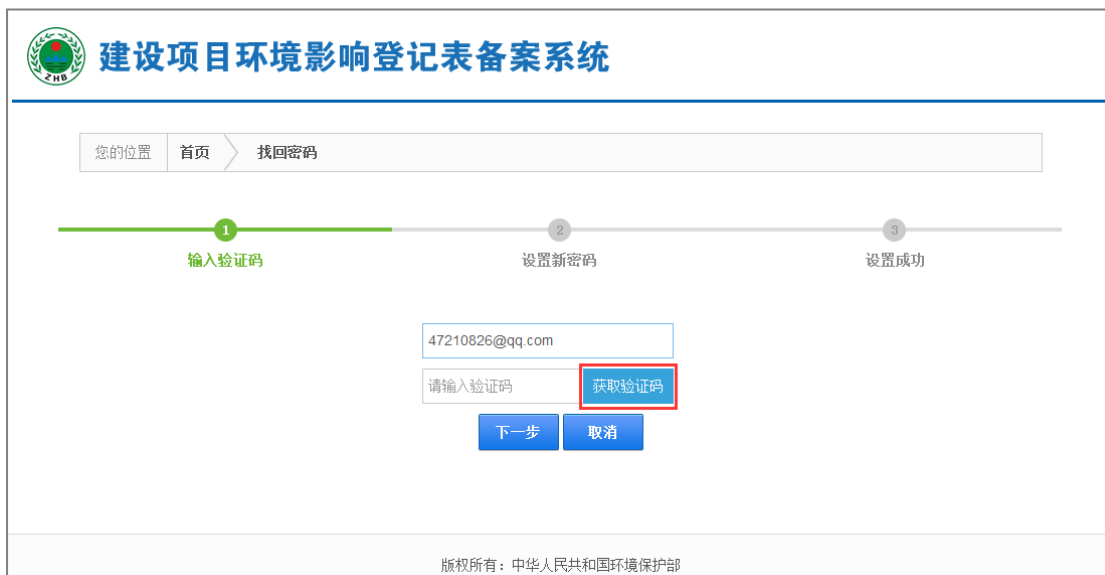 ZHB
建设项目环境影响登记表备案系统
您的位置 首页 找回密码
1 2 3
输入验证码 设置新密码 设置成功
47210826@qq.com
请输入验证码 获取验证码
下一步 取消
版权所有：中华人民共和国环境保护部